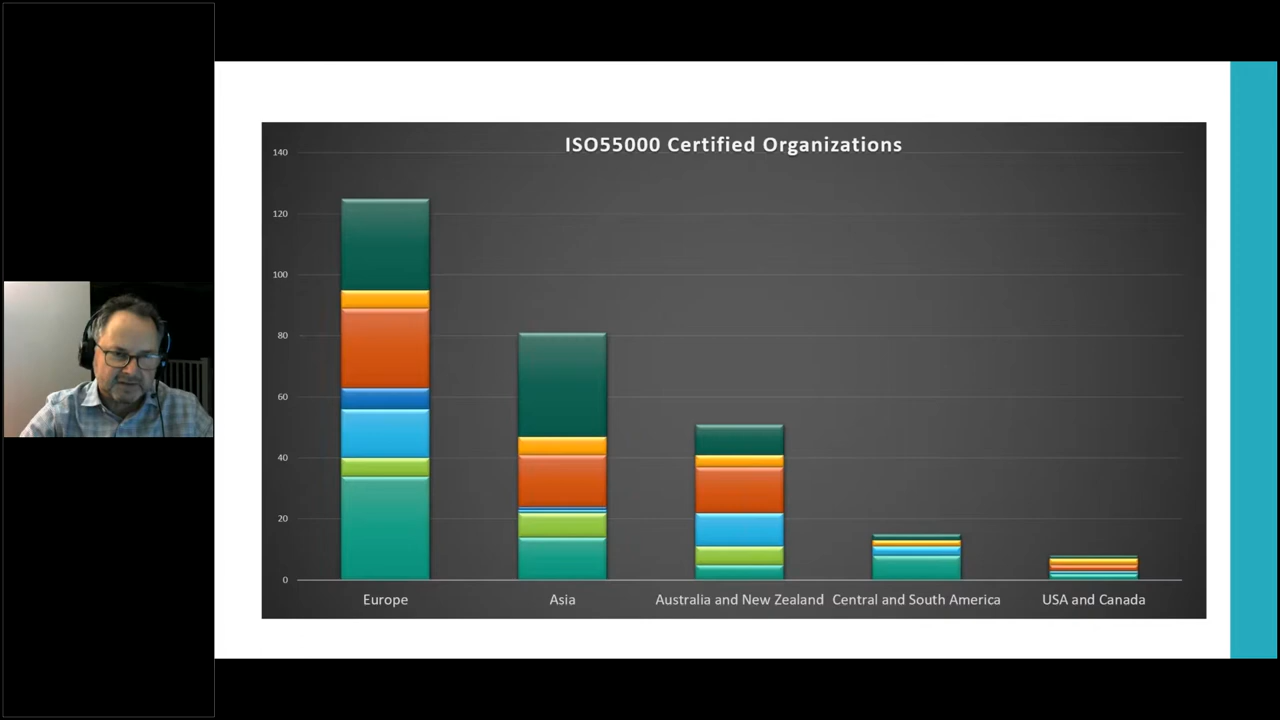 ISO55000 Certified Organizations
140
120
100
80
60
40
20
0
Europe
Asia
Australia and New Zealand
Central and South America
USA and Canada